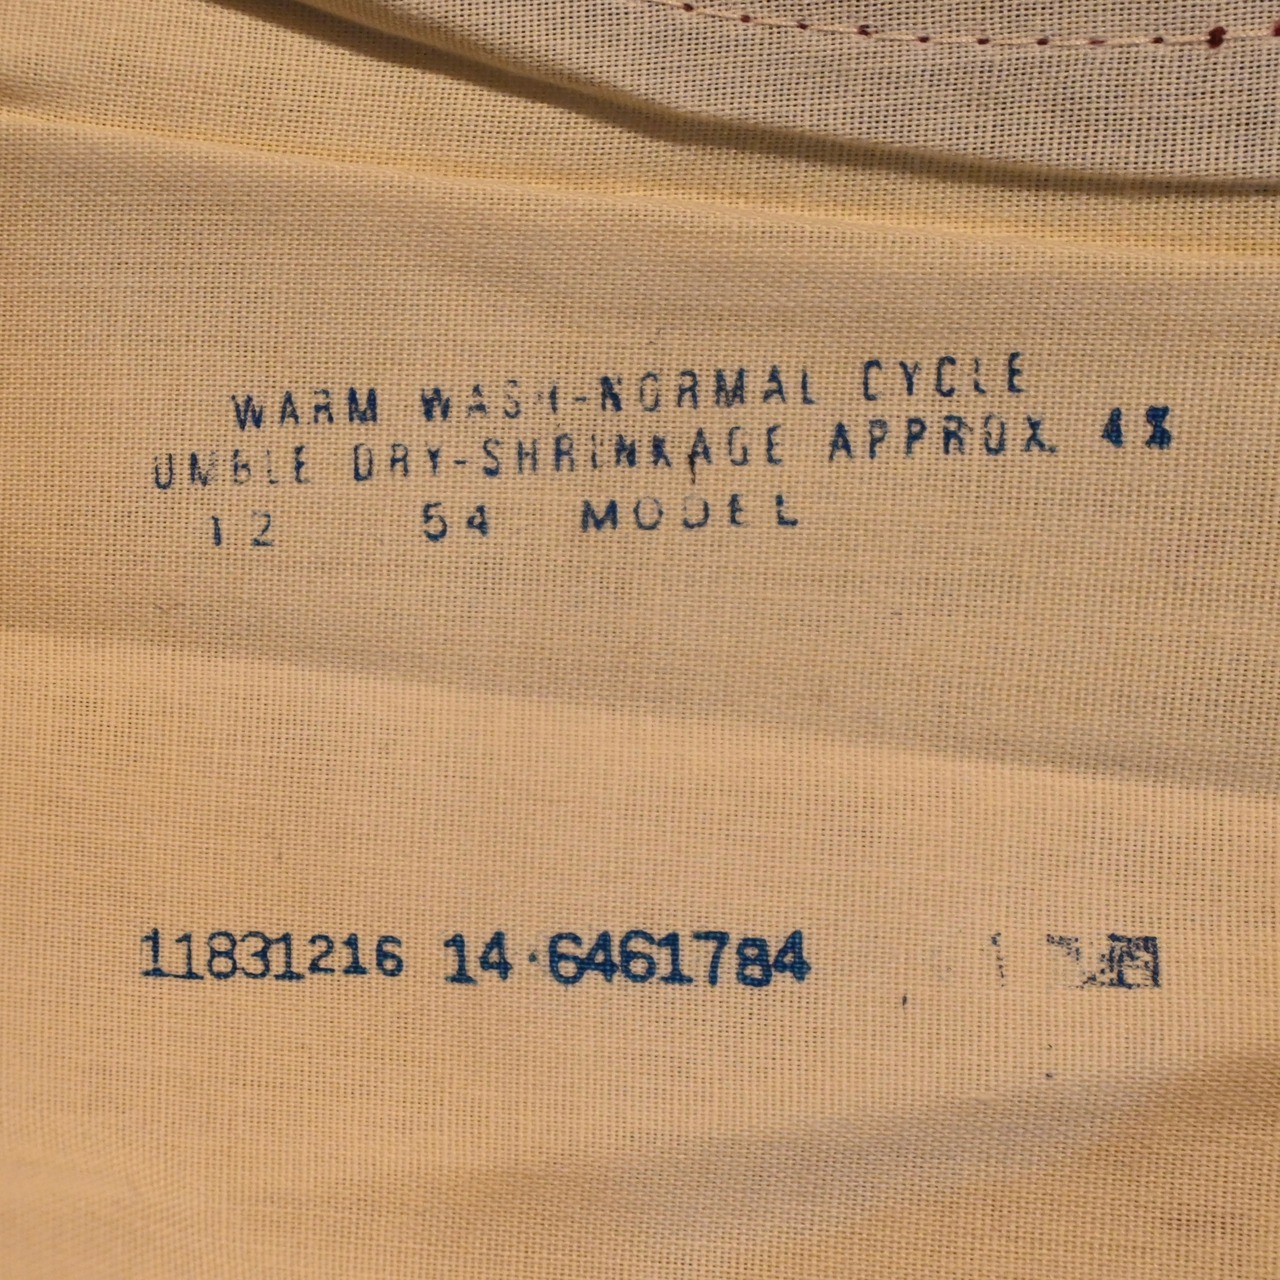 WARM WASH-NORMAL CYCLE
UMBLE DRY-SHRINKAGE APPROX. 4%
12 54 MODEL
11831216 14·6461784